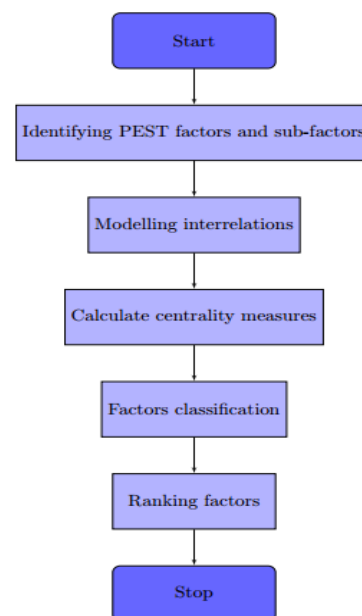 Start
Identifying PEST factors and sub-factors
Modelling interrelations
Calculate centrality measures
Factors classification
Ranking factors
Stop